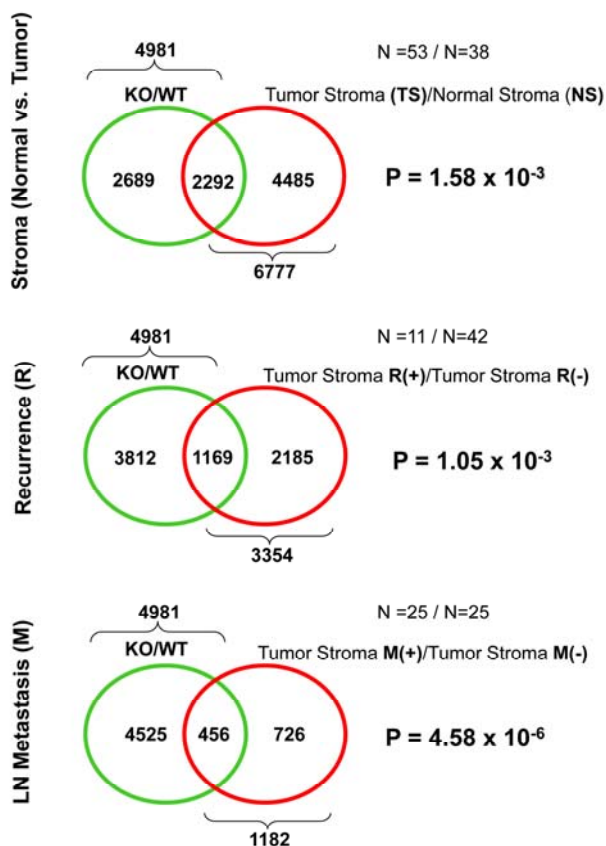 Stroma (Normal vs. Tumor)
4981
N =53 / N=38
KO/WT
Tumor Stroma (TS)/Normal Stroma (NS)
2689
2292
4485
P = 1.58 x 10-3
6777
Recurrence (R)
4981
N =11 / N=42
KO/WT
Tumor Stroma R(+)/Tumor Stroma R(-)
3812
1169
2185
P = 1.05 x 10-3
3354
LN Metastasis (M)
4981
N =25 / N=25
KO/WT
Tumor Stroma M(+)/Tumor Stroma M(-)
4525
456
726
P = 4.58 x 10-6
1182